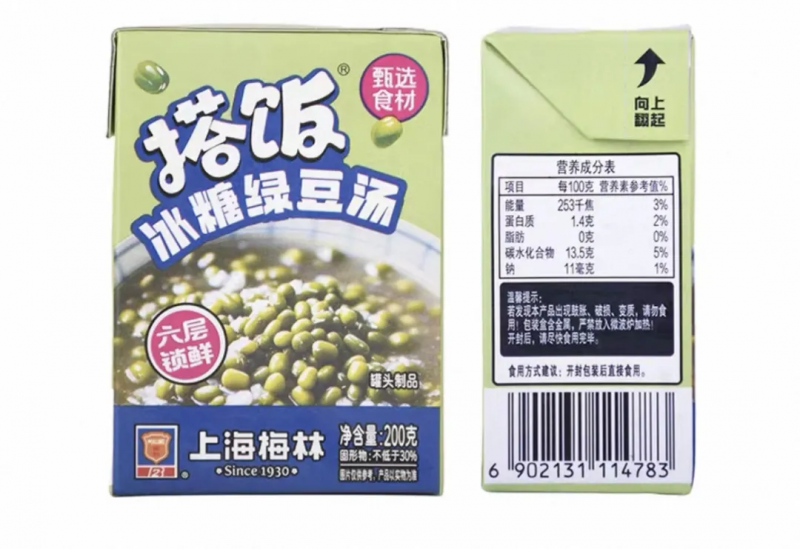 搭饭®
甄选
食材
冰糖绿豆汤
六层
锁鲜
罐头制品
上海梅林
Since 1930
净含量:200克
固形物:不低于30%
图片仅供参考,产品以实物为准
向上
翻起
营养成分表
项目 每100克 营养素参考值%
能量 253千焦 3%
蛋白质 1.4克 2%
脂肪 0克 0%
碳水化合物 13.5克 5%
钠 11毫克 1%
温馨提示:
若发现本产品出现鼓胀、破损、变质,请勿食
用!包装盒含金属,严禁放入微波炉加热!
开封后,请尽快食用完毕。
食用方式建议:开封包装后直接食用。
6 902131 114783